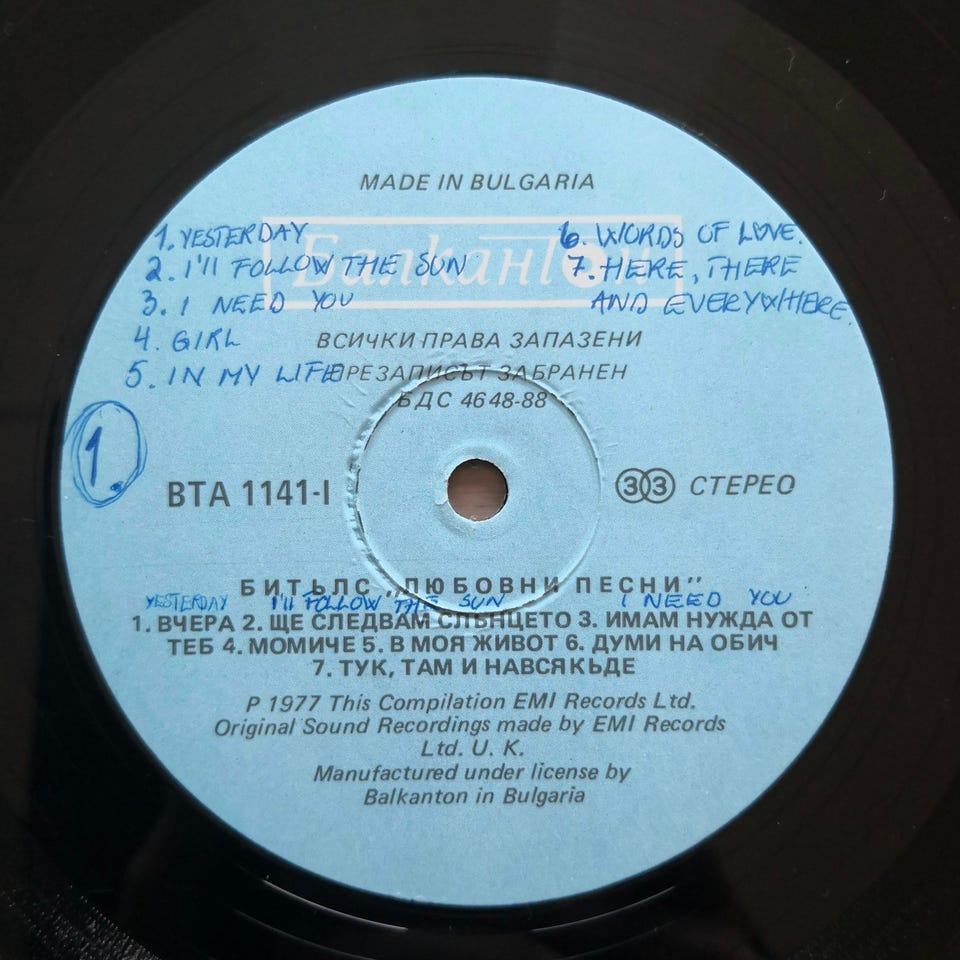 MADE IN BULGARIA
Балкантон
1. YESTERDAY
2. I'll FOLLOW THE SUN
3. I NEED YOU
4. GIRL
5. IN MY LIFE
6. WORDS OF LOVE.
7. HERE, THERE
AND EVERYWHERE.
ВСИЧКИ ПРАВА ЗАПАЗЕНИ
ПРЕЗАПИСЪТ ЗАБРАНЕН
БДС 4648-88
1.
ВТА 1141-I
33 СТЕРЕО
БИТЪЛС „ЛЮБОВНИ ПЕСНИ"
YESTERDAY I'll FOLLOW THE SUN I NEED YOU
1. ВЧЕРА 2. ЩЕ СЛЕДВАМ СЛЪНЦЕТО 3. ИМАМ НУЖДА ОТ
ТЕБ 4. МОМИЧЕ 5. В МОЯ ЖИВОТ 6. ДУМИ НА ОБИЧ
7. ТУК, ТАМ И НАВСЯКЬДЕ
P 1977 This Compilation EMI Records Ltd.
Original Sound Recordings made by EMI Records
Ltd. U. K.
Manufactured under license by
Balkanton in Bulgaria